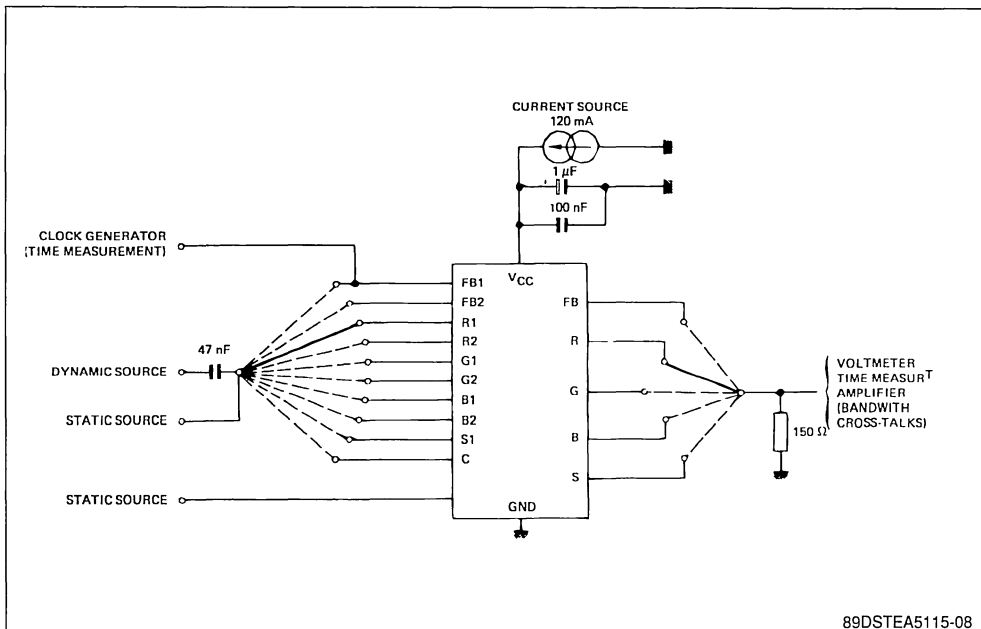 CURRENT SOURCE
120 mA
1 µF
100 nF
CLOCK GENERATOR
(TIME MEASUREMENT)
VCC
FB1
FB2
R1
R2
G1
G2
B1
B2
S1
C
FB
R
G
B
S
GND
47 nF
DYNAMIC SOURCE
STATIC SOURCE
STATIC SOURCE
VOLTMETER
TIME MEASURT
AMPLIFIER
(BANDWITH
CROSS-TALKS)
150 Ω
89DSTEA5115-08